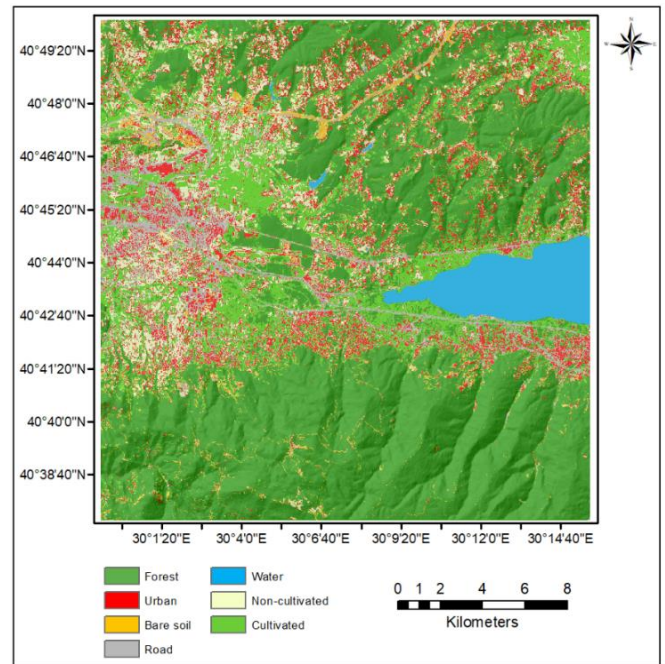 N
W
E
S
40°49'20"N
40°48'0"N
40°46'40"N
40°45'20"N
40°44'0"N
40°42'40"N
40°41'20"N
40°40'0"N
40°38'40"N
30°1'20"E 30°4'0"E 30°6'40"E 30°9'20"E 30°12'0"E 30°14'40"E
Forest
Urban
Bare soil
Road
Water
Non-cultivated
Cultivated
0 1 2 4 6 8
Kilometers